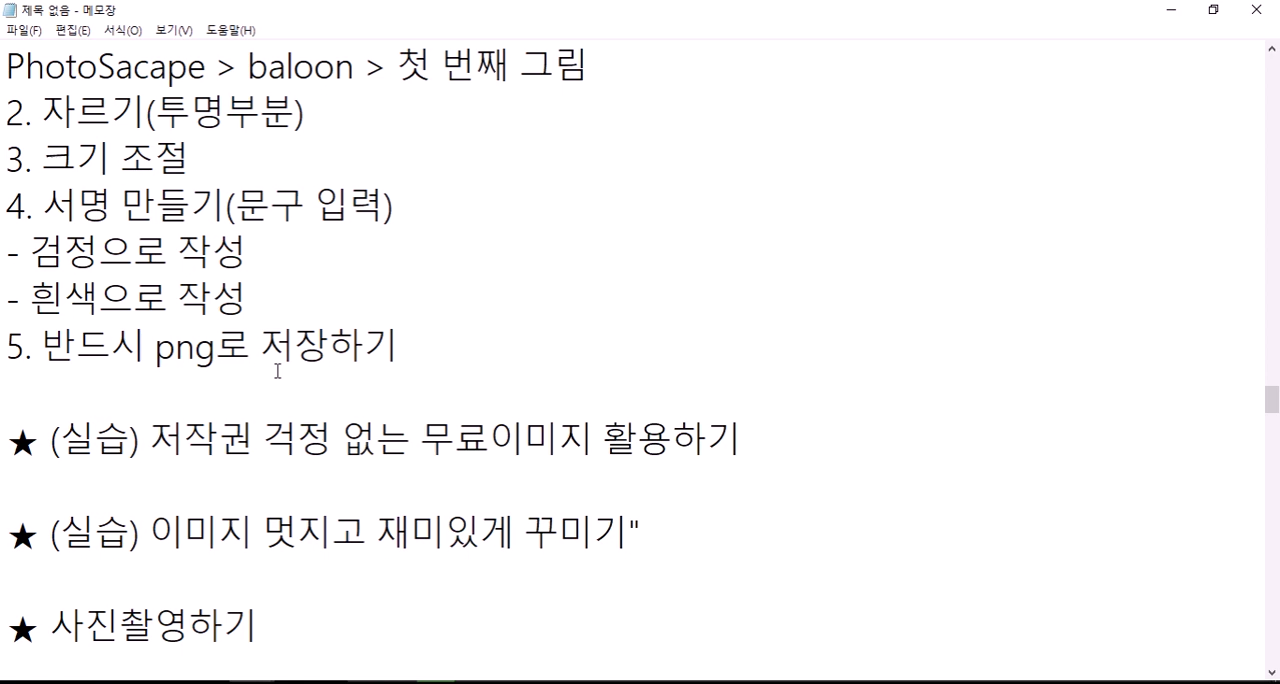 제목 없음 - 메모장
파일(F) 편집(E) 서식(O) 보기(V) 도움말(H)
PhotoSacape > baloon > 첫 번째 그림
2. 자르기(투명부분)
3. 크기 조절
4. 서명 만들기(문구 입력)
- 검정으로 작성
- 흰색으로 작성
5. 반드시 png로 저장하기
★ (실습) 저작권 걱정 없는 무료이미지 활용하기
★ (실습) 이미지 멋지고 재미있게 꾸미기"
★ 사진촬영하기